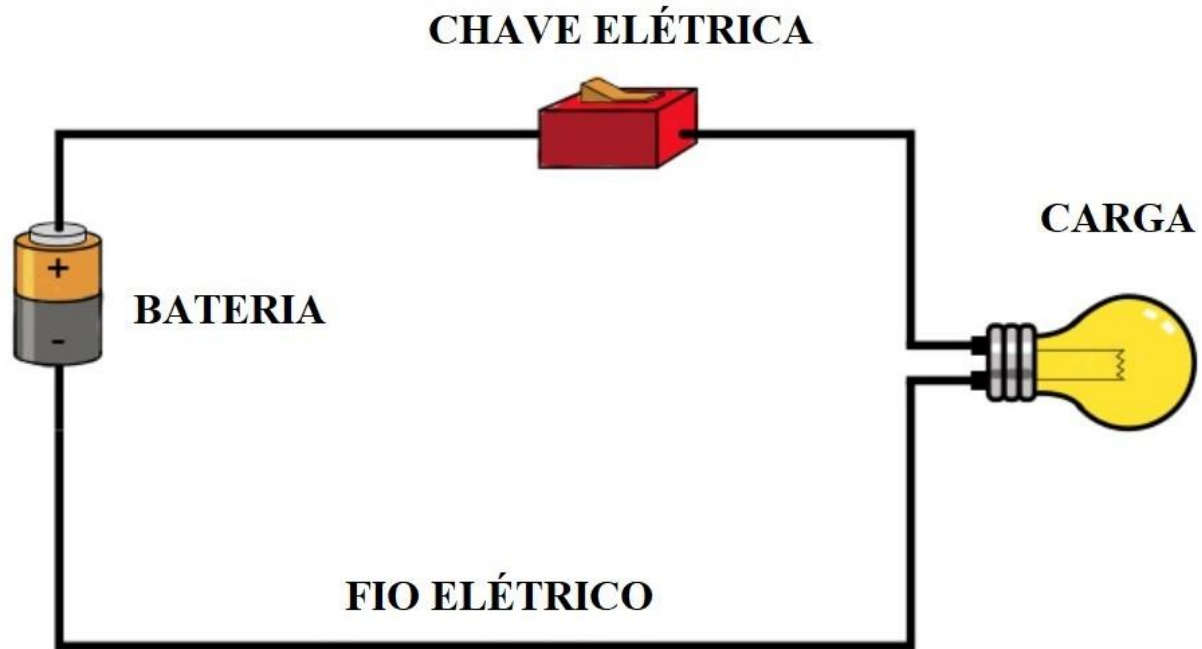 CHAVE ELÉTRICA
CARGA
+
BATERIA
-
FIO ELÉTRICO